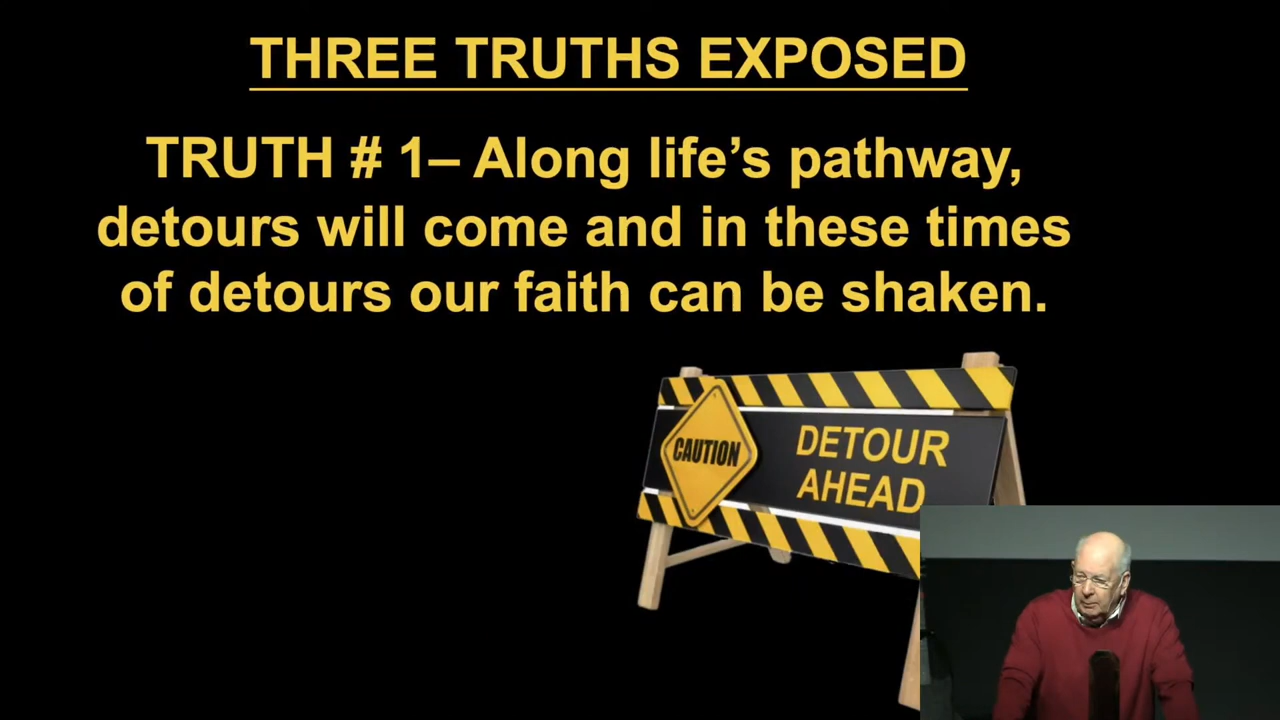 THREE TRUTHS EXPOSED
TRUTH # 1– Along life’s pathway,
detours will come and in these times
of detours our faith can be shaken.
CAUTION
DETOUR
AHEAD